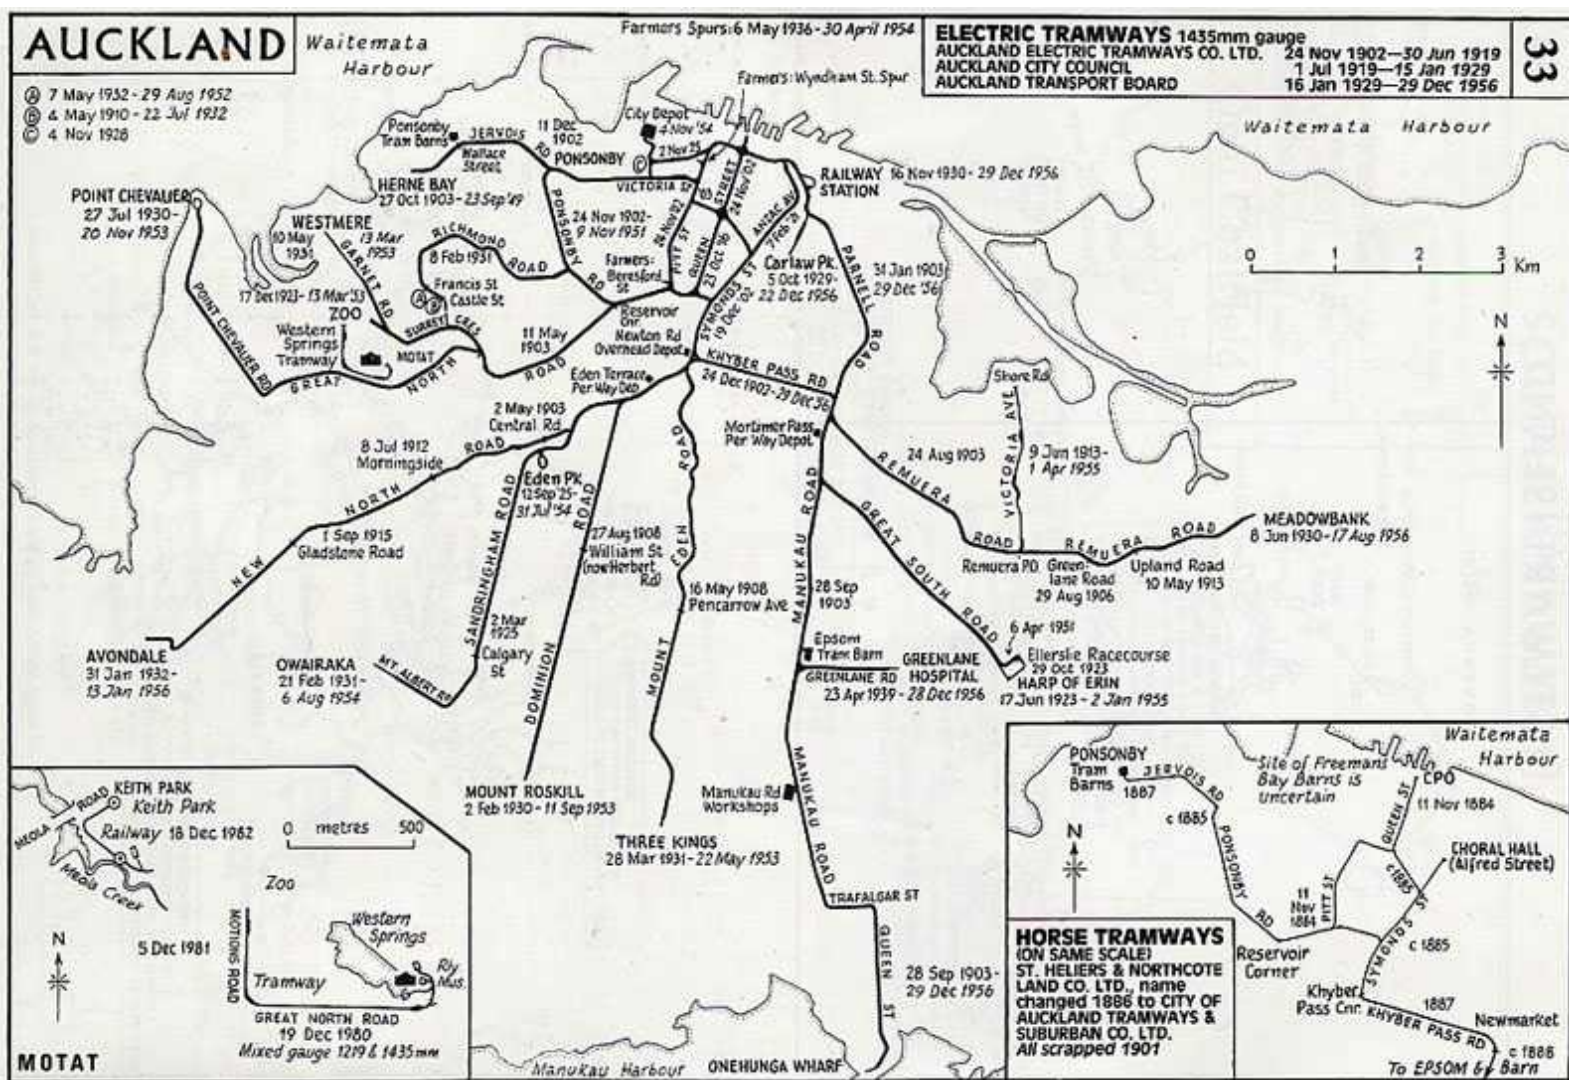 AUCKLAND
Waitemata
Harbour
Farmers Spurs: 6 May 1936 - 30 April 1954
ELECTRIC TRAMWAYS 1435mm gauge
AUCKLAND ELECTRIC TRAMWAYS CO. LTD. 24 Nov 1902—30 Jun 1919
AUCKLAND CITY COUNCIL 1 Jul 1919—15 Jan 1929
AUCKLAND TRANSPORT BOARD 16 Jan 1929—29 Dec 1956
33
Ⓐ 7 May 1932 - 29 Aug 1952
Ⓑ 4 May 1910 - 22 Jul 1932
Ⓒ 4 Nov 1928
Farmers: Wyndham St. Spur
City Depot
4 Nov '54
2 Nov 25
Waitemata Harbour
Ponsonby
Tram Barns
JERVOIS RD
11 Dec
1902
Wallace
Street
PONSONBY
Ⓒ
VICTORIA ST
HERNE BAY
27 Oct 1903 - 23 Sep '49
RAILWAY 16 Nov 1930 - 29 Dec 1956
STATION
POINT CHEVALIER
27 Jul 1930-
20 Nov 1953
WESTMERE
10 May
1931
13 Mar
1953
GARNET RD
RICHMOND ROAD
8 Feb 1931
PONSONBY RD
24 Nov 1902-
9 Nov 1951
Farmers:
Beresford
St
PITT ST
24 Nov '02
QUEEN STREET
24 Nov '02
ANZAC AV
Carlaw Pk.
5 Oct 1929-
22 Dec 1956
SYMONDS ST
19 Dec '02
PARNELL ROAD
31 Jan 1903-
29 Dec '56
0 1 2 3 Km
N
17 Dec 1923 - 13 Mar '53
ZOO
Francis St
Castle St
Ⓐ
Ⓑ
SURREY CRES
Western
Springs
Tramway
MOTAT
POINT CHEVALIER RD
GREAT NORTH ROAD
11 May
1903
Reservoir
Cnr.
Newton Rd
Overhead Depot
Eden Terrace
Per Way Dep
KHYBER PASS RD
24 Dec 1902 - 29 Dec '56
Mortimer Pass
Per Way Depot
2 May 1903
Central Rd
8 Jul 1912
Morningside
NEW NORTH ROAD
1 Sep 1915
Gladstone Road
Eden Pk.
12 Sep '25-
31 Jul '54
SANDRINGHAM ROAD
DOMINION ROAD
27 Aug 1908
William St
(now Herbert
Rd)
MOUNT EDEN ROAD
16 May 1908
Pencarrow Ave
MANUKAU ROAD
28 Sep
1903
REMUERA ROAD
24 Aug 1903
Shore Rd
VICTORIA AVE
9 Jun 1913-
1 Apr 1955
REMUERA ROAD
MEADOWBANK
8 Jun 1930 - 17 Aug 1956
Remuera PO
Green-
lane Road
29 Aug 1906
Upland Road
10 May 1913
GREAT SOUTH ROAD
6 Apr 1951
Ellerslie Racecourse
29 Oct 1923
HARP OF ERIN
17 Jun 1923 - 2 Jan 1955
AVONDALE
31 Jan 1932-
13 Jan 1956
OWAIRAKA
21 Feb 1931-
6 Aug 1954
MT. ALBERT RD
2 Mar
1925
Calgary
St
Epsom
Tram Barn
GREENLANE
HOSPITAL
GREENLANE RD
23 Apr 1939 - 28 Dec 1956
MOUNT ROSKILL
2 Feb 1930 - 11 Sep 1953
THREE KINGS
28 Mar 1931 - 22 May 1953
Manukau Rd
Workshops
MANUKAU ROAD
TRAFALGAR ST
QUEEN ST
28 Sep 1903-
29 Dec 1956
Manukau Harbour
ONEHUNGA WHARF
MEOLA ROAD
KEITH PARK
Keith Park
Railway 18 Dec 1982
Meola Creek
0 metres 500
Zoo
N
5 Dec 1981
MOTIONS ROAD
Western
Springs
Tramway
Rly
Mus.
GREAT NORTH ROAD
19 Dec 1980
Mixed gauge 1219 & 1435mm
MOTAT
PONSONBY
Tram
Barns
JERVOIS RD
1887
c 1885
Site of Freemans
Bay Barns is
uncertain
Waitemata
Harbour
CPO
QUEEN ST
11 Nov 1884
N
PONSONBY RD
CHORAL HALL
(Alfred Street)
c 1885
11
Nov
1884
PITT ST
SYMONDS ST
c 1885
Reservoir
Corner
Khyber
Pass Cnr.
1887
KHYBER PASS RD
Newmarket
c 1886
To EPSOM & Barn
HORSE TRAMWAYS
(ON SAME SCALE)
ST. HELIERS & NORTHCOTE
LAND CO. LTD., name
changed 1886 to CITY OF
AUCKLAND TRAMWAYS &
SUBURBAN CO. LTD.
All scrapped 1901